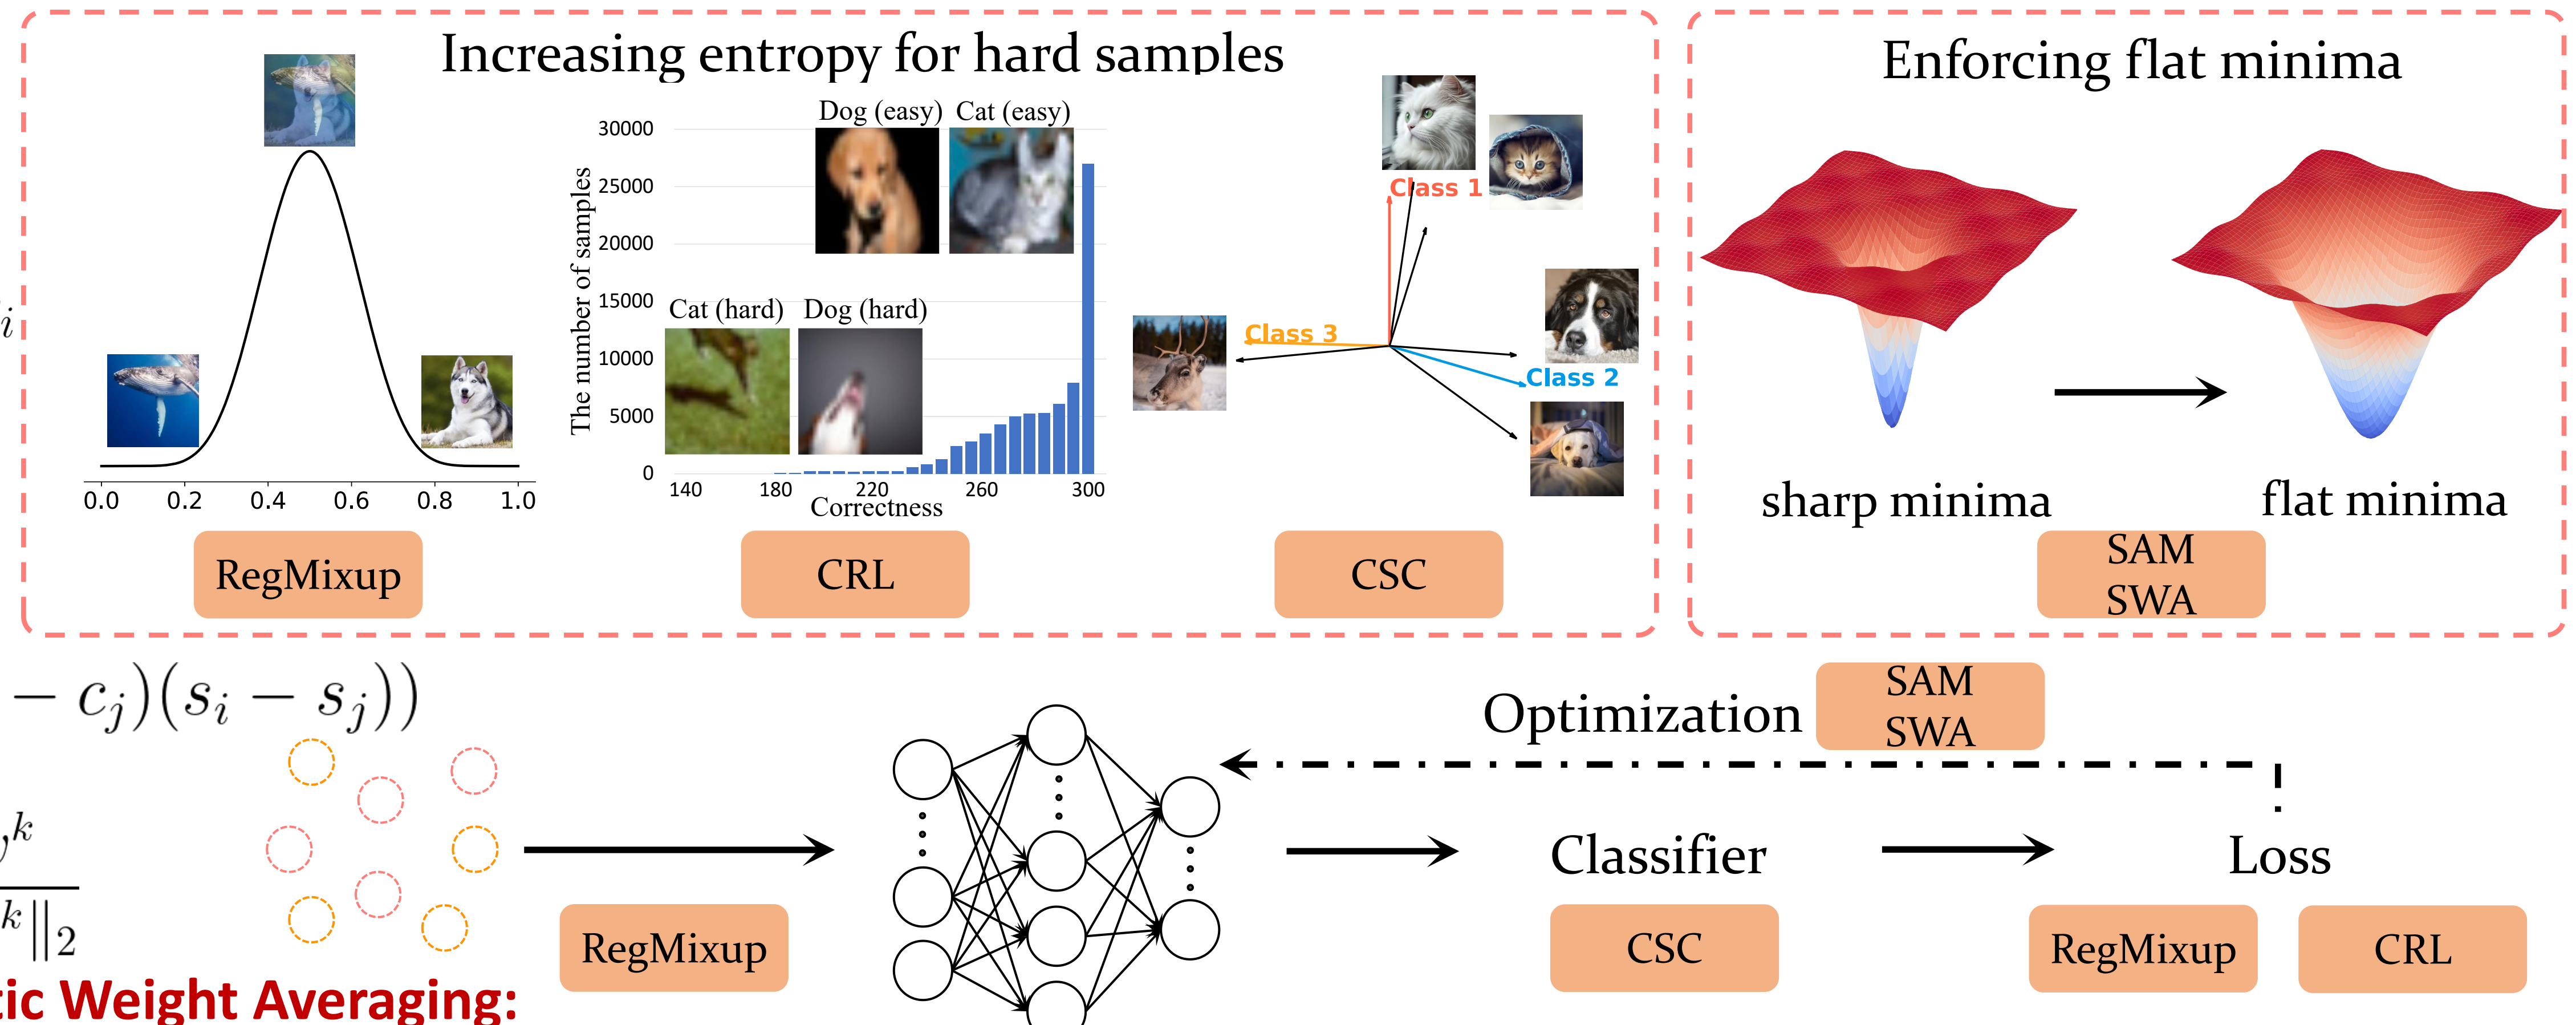 Increasing entropy for hard samples
0.0 0.2 0.4 0.6 0.8 1.0
RegMixup
The number of samples
30000
25000
20000
15000
10000
5000
0
Dog (easy) Cat (easy)
Cat (hard) Dog (hard)
140 180 220 260 300
Correctness
CRL
Class 1
Class 3
Class 2
CSC
Enforcing flat minima
sharp minima
flat minima
SAM
SWA
i
− c_j)(s_i − s_j))
k
k‖_2
tic Weight Averaging:
RegMixup
Optimization
SAM
SWA
Classifier
CSC
Loss
RegMixup
CRL